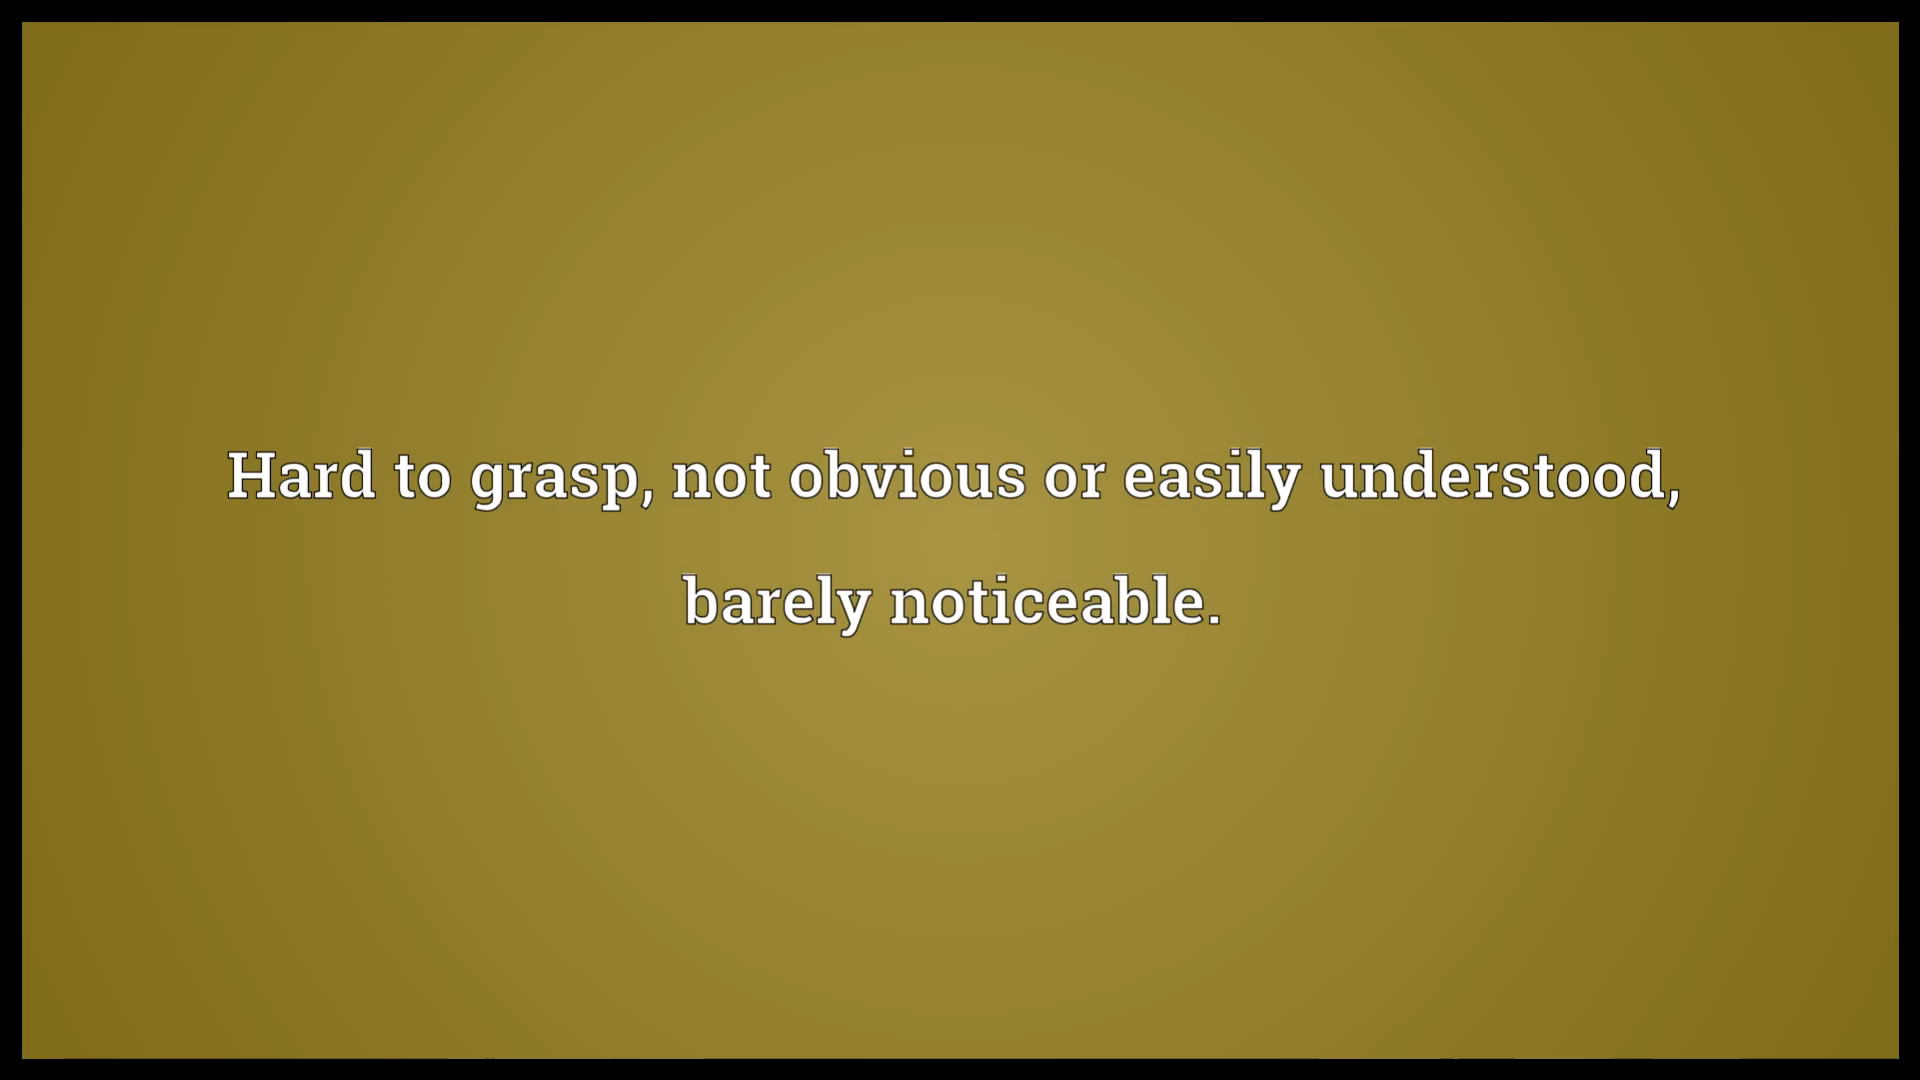 Hard to grasp, not obvious or easily understood,
barely noticeable.